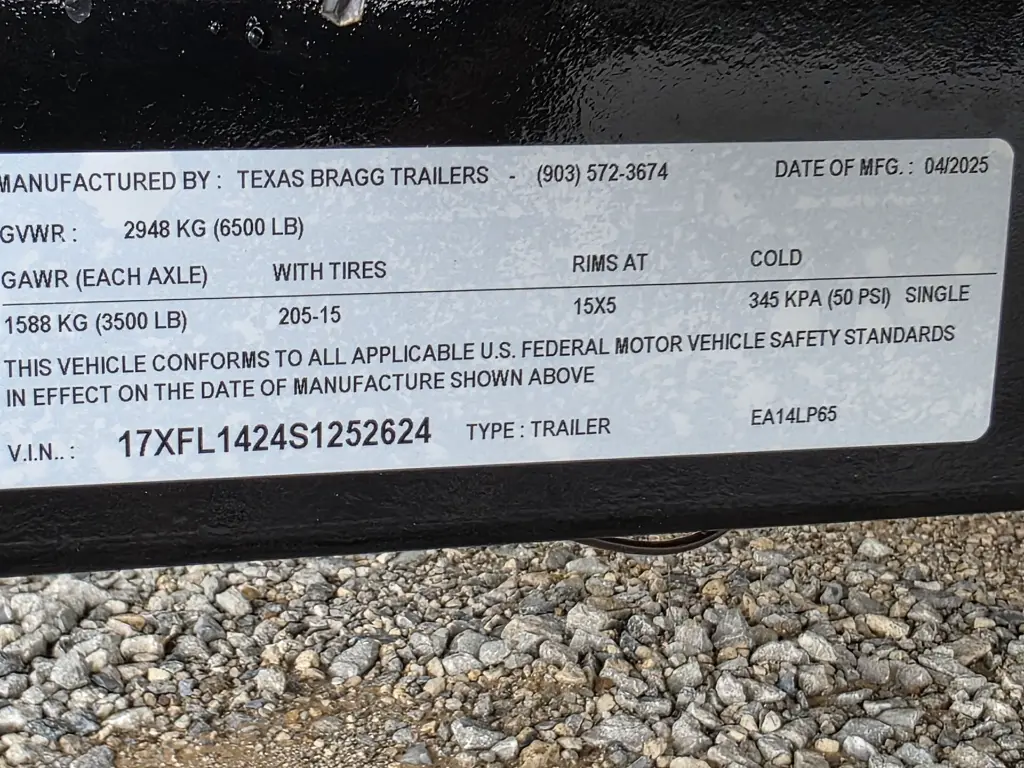 MANUFACTURED BY : TEXAS BRAGG TRAILERS - (903) 572-3674 DATE OF MFG. : 04/2025
GVWR : 2948 KG (6500 LB)
GAWR (EACH AXLE) WITH TIRES RIMS AT COLD
1588 KG (3500 LB) 205-15 15X5 345 KPA (50 PSI) SINGLE
THIS VEHICLE CONFORMS TO ALL APPLICABLE U.S. FEDERAL MOTOR VEHICLE SAFETY STANDARDS
IN EFFECT ON THE DATE OF MANUFACTURE SHOWN ABOVE
V.I.N.. : 17XFL1424S1252624 TYPE : TRAILER EA14LP65